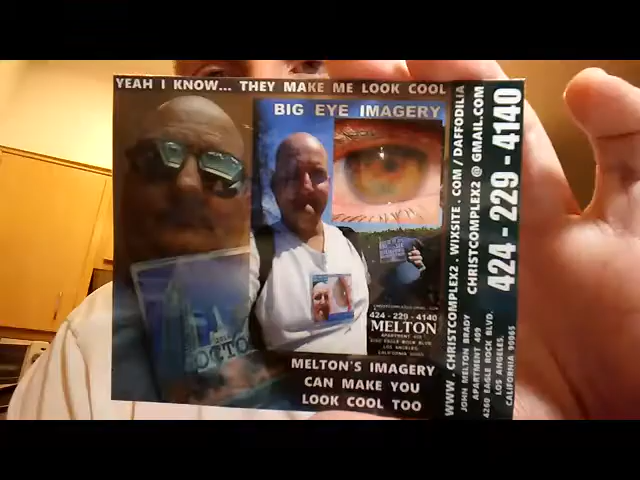 YEAH I KNOW... THEY MAKE ME LOOK COOL
BIG EYE IMAGERY
424 - 229 - 4140
MELTON
LOS ANGELES,
MELTON'S IMAGERY
CAN MAKE YOU
LOOK COOL TOO
WWW . CHRISTCOMPLEX2 . WIXSITE . COM / DAFFODILIA
CHRISTCOMPLEX2 @ GMAIL.COM
424-229-4140
JOHN MELTON BRADY
4260 EAGLE ROCK BLVD,
LOS ANGELES,
CALIFORNIA 90065